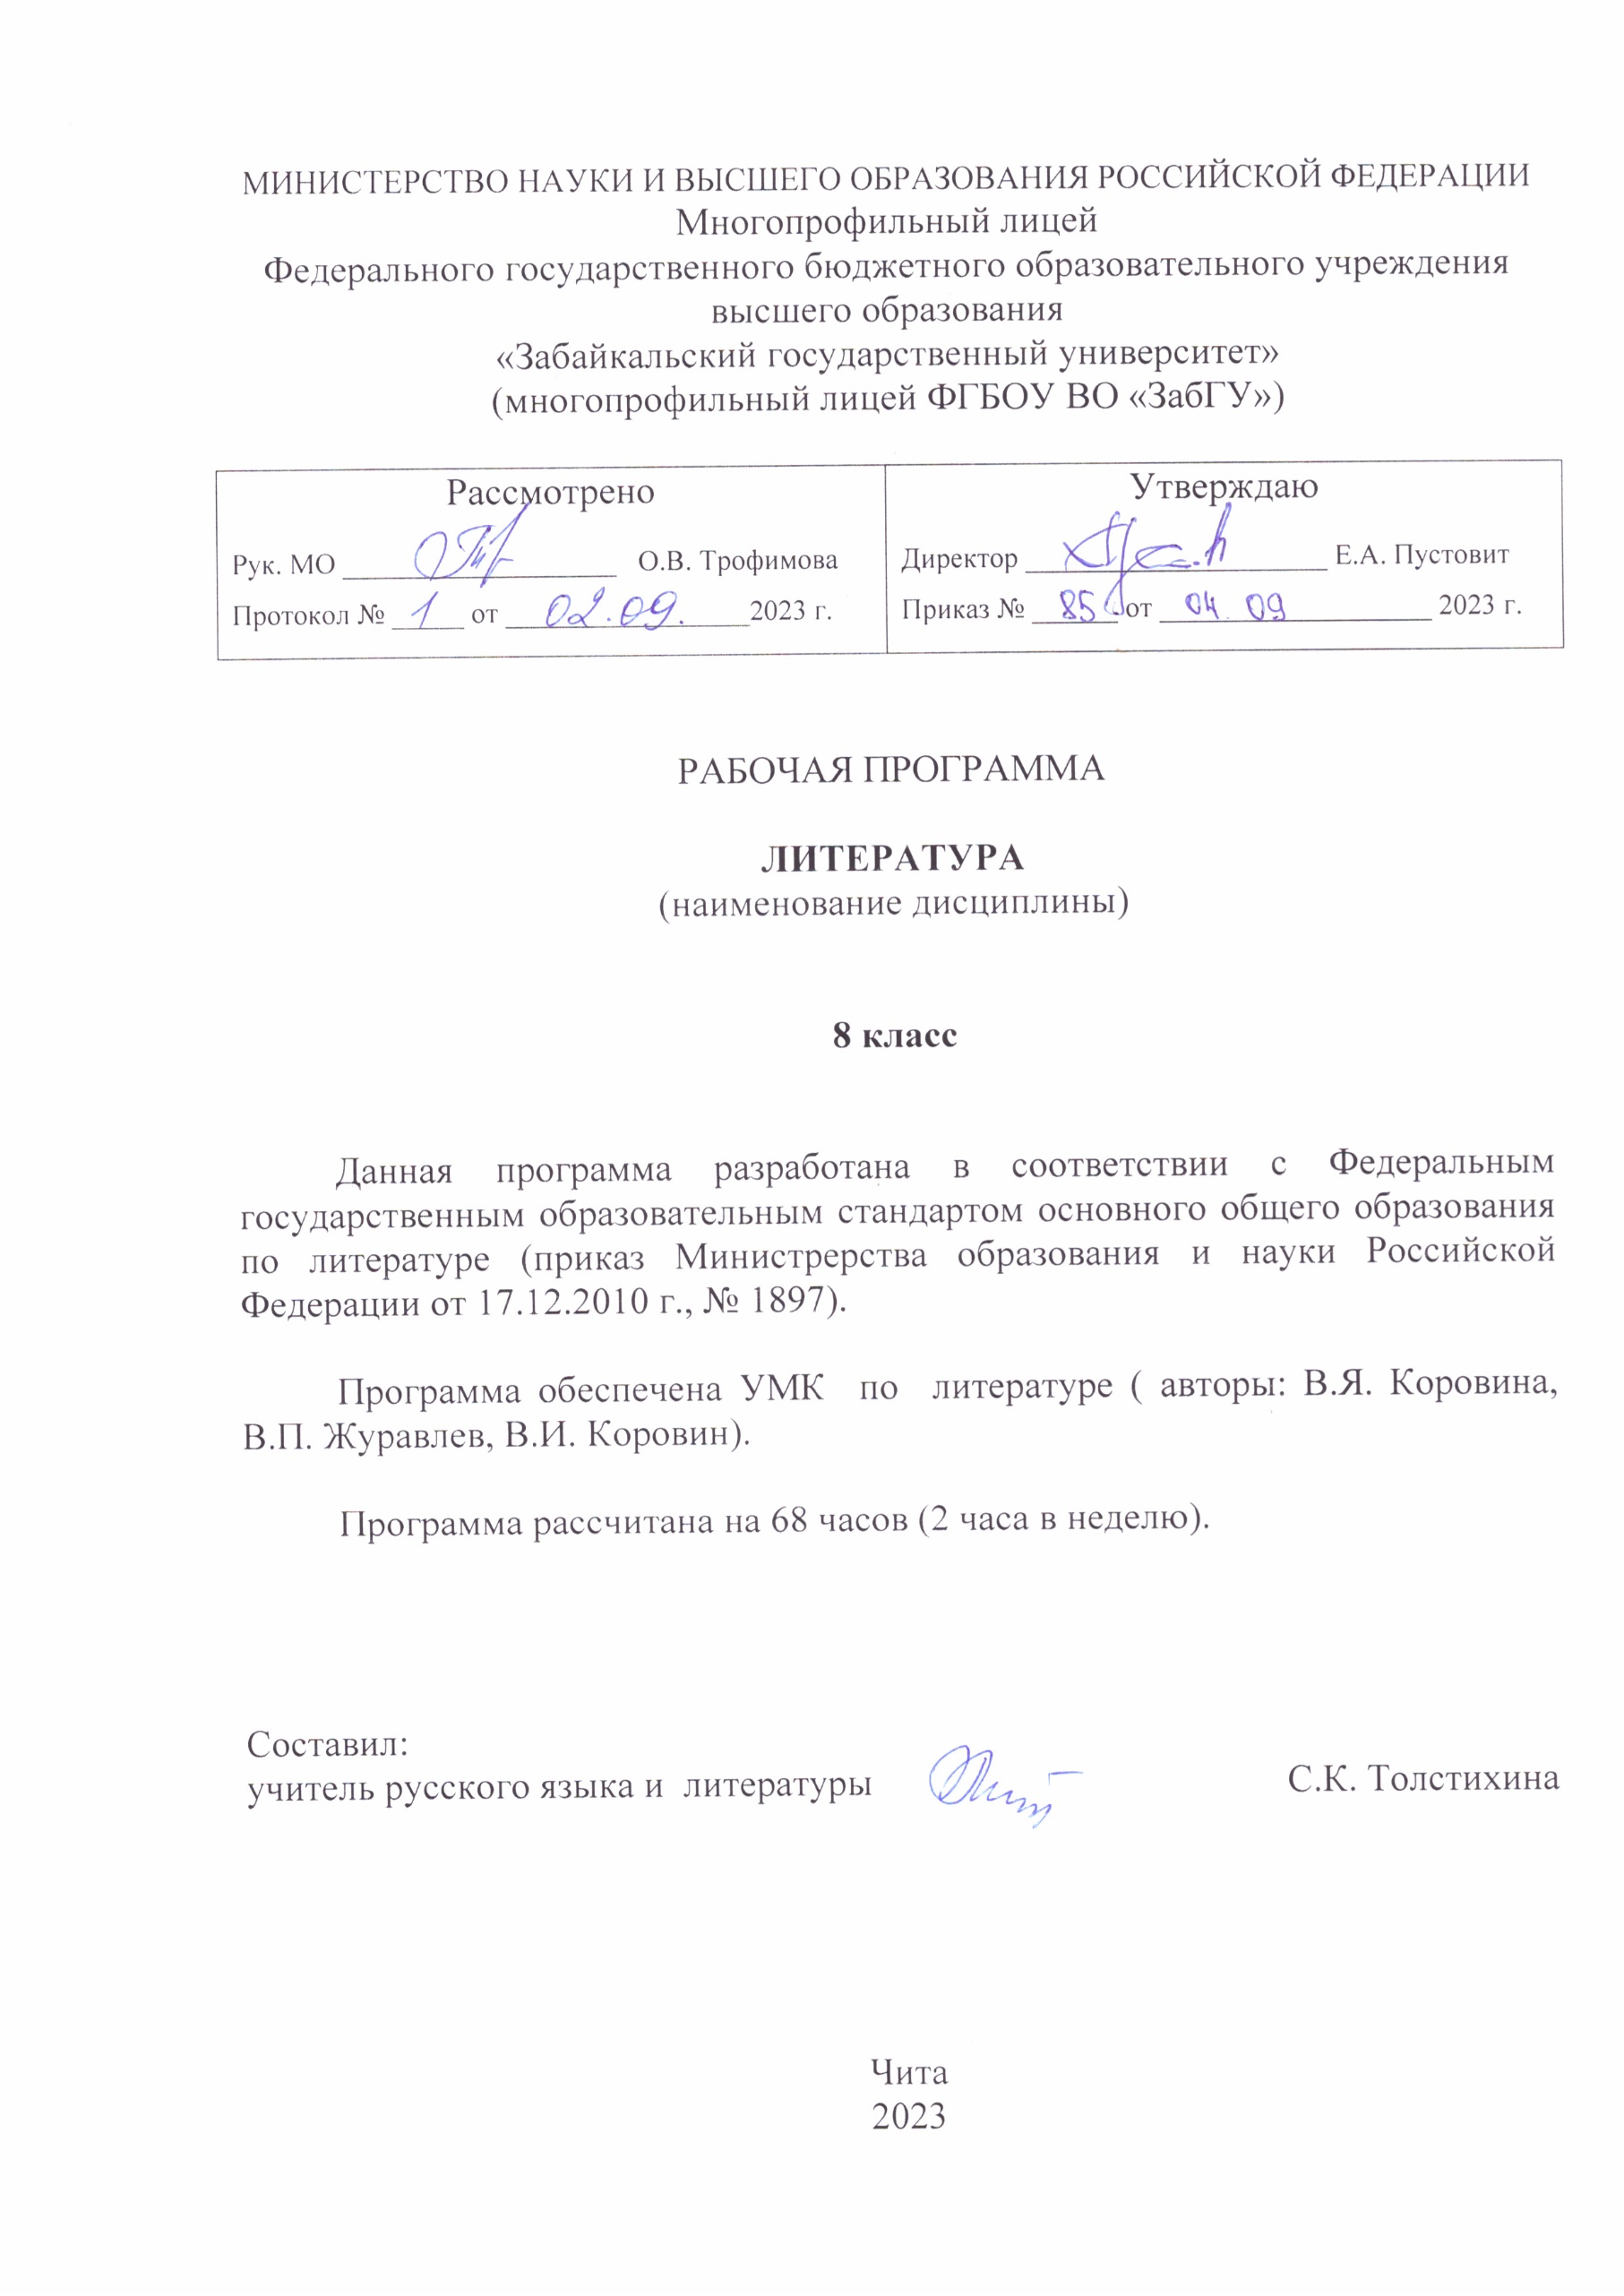 МИНИСТЕРСТВО НАУКИ И ВЫСШЕГО ОБРАЗОВАНИЯ РОССИЙСКОЙ ФЕДЕРАЦИИ
Многопрофильный лицей
Федерального государственного бюджетного образовательного учреждения
высшего образования
«Забайкальский государственный университет»
(многопрофильный лицей ФГБОУ ВО «ЗабГУ»)
Рассмотрено
Рук. МО ____________________ О.В. Трофимова
Протокол № 1 от 02.09. 2023 г.
Утверждаю
Директор ____________________ Е.А. Пустовит
Приказ № 85 от 04.09 2023 г.
РАБОЧАЯ ПРОГРАММА
ЛИТЕРАТУРА
(наименование дисциплины)
8 класс
Данная программа разработана в соответствии с Федеральным
государственным образовательным стандартом основного общего образования
по литературе (приказ Министрерства образования и науки Российской
Федерации от 17.12.2010 г., № 1897).
Программа обеспечена УМК по литературе ( авторы: В.Я. Коровина,
В.П. Журавлев, В.И. Коровин).
Программа рассчитана на 68 часов (2 часа в неделю).
Составил:
учитель русского языка и литературы С.К. Толстихина
Чита
2023